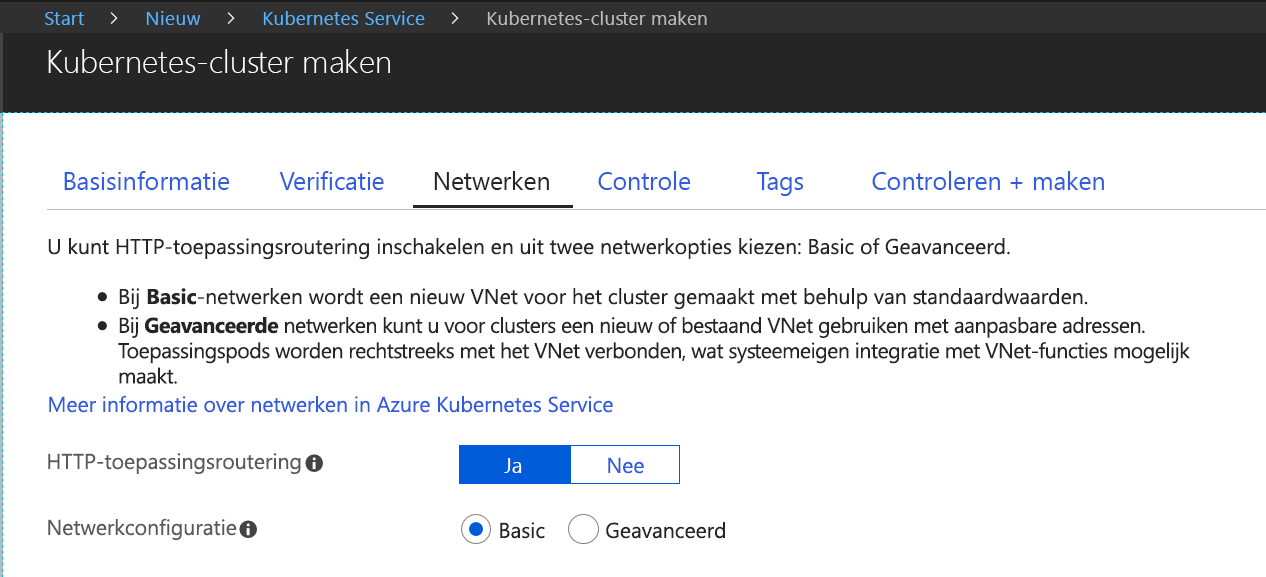 Start > Nieuw > Kubernetes Service > Kubernetes-cluster maken
Kubernetes-cluster maken
Basisinformatie Verificatie Netwerken Controle Tags Controleren + maken
U kunt HTTP-toepassingsroutering inschakelen en uit twee netwerkopties kiezen: Basic of Geavanceerd.
• Bij Basic-netwerken wordt een nieuw VNet voor het cluster gemaakt met behulp van standaardwaarden.
• Bij Geavanceerde netwerken kunt u voor clusters een nieuw of bestaand VNet gebruiken met aanpasbare adressen.
Toepassingspods worden rechtstreeks met het VNet verbonden, wat systeemeigen integratie met VNet-functies mogelijk
maakt.
Meer informatie over netwerken in Azure Kubernetes Service
HTTP-toepassingsroutering Ja Nee
Netwerkconfiguratie Basic Geavanceerd